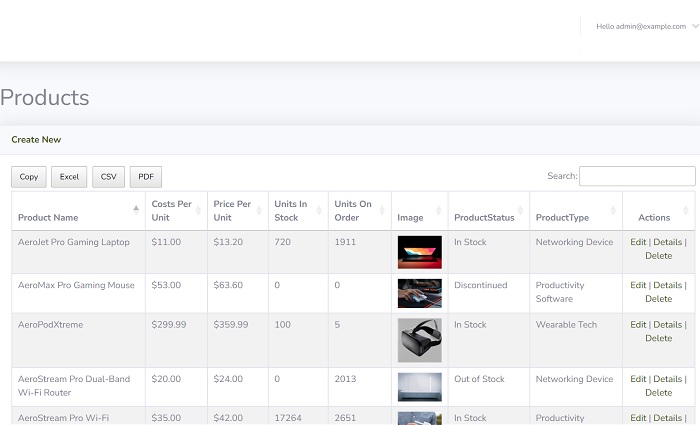 Hello admin@example.com
Products
Create New
Copy Excel CSV PDF Search:
Product Name Costs Per Unit Price Per Unit Units In Stock Units On Order Image ProductStatus ProductType Actions
AeroJet Pro Gaming Laptop $11.00 $13.20 720 1911 In Stock Networking Device Edit | Details | Delete
AeroMax Pro Gaming Mouse $53.00 $63.60 0 0 Discontinued Productivity Software Edit | Details | Delete
AeroPodXtreme $299.99 $359.99 100 5 In Stock Wearable Tech Edit | Details | Delete
AeroStream Pro Dual-Band Wi-Fi Router $20.00 $24.00 0 2013 Out of Stock Networking Device Edit | Details | Delete
AeroStream Pro Wi-Fi $35.00 $42.00 17264 2651 In Stock Productivity Edit | Details |